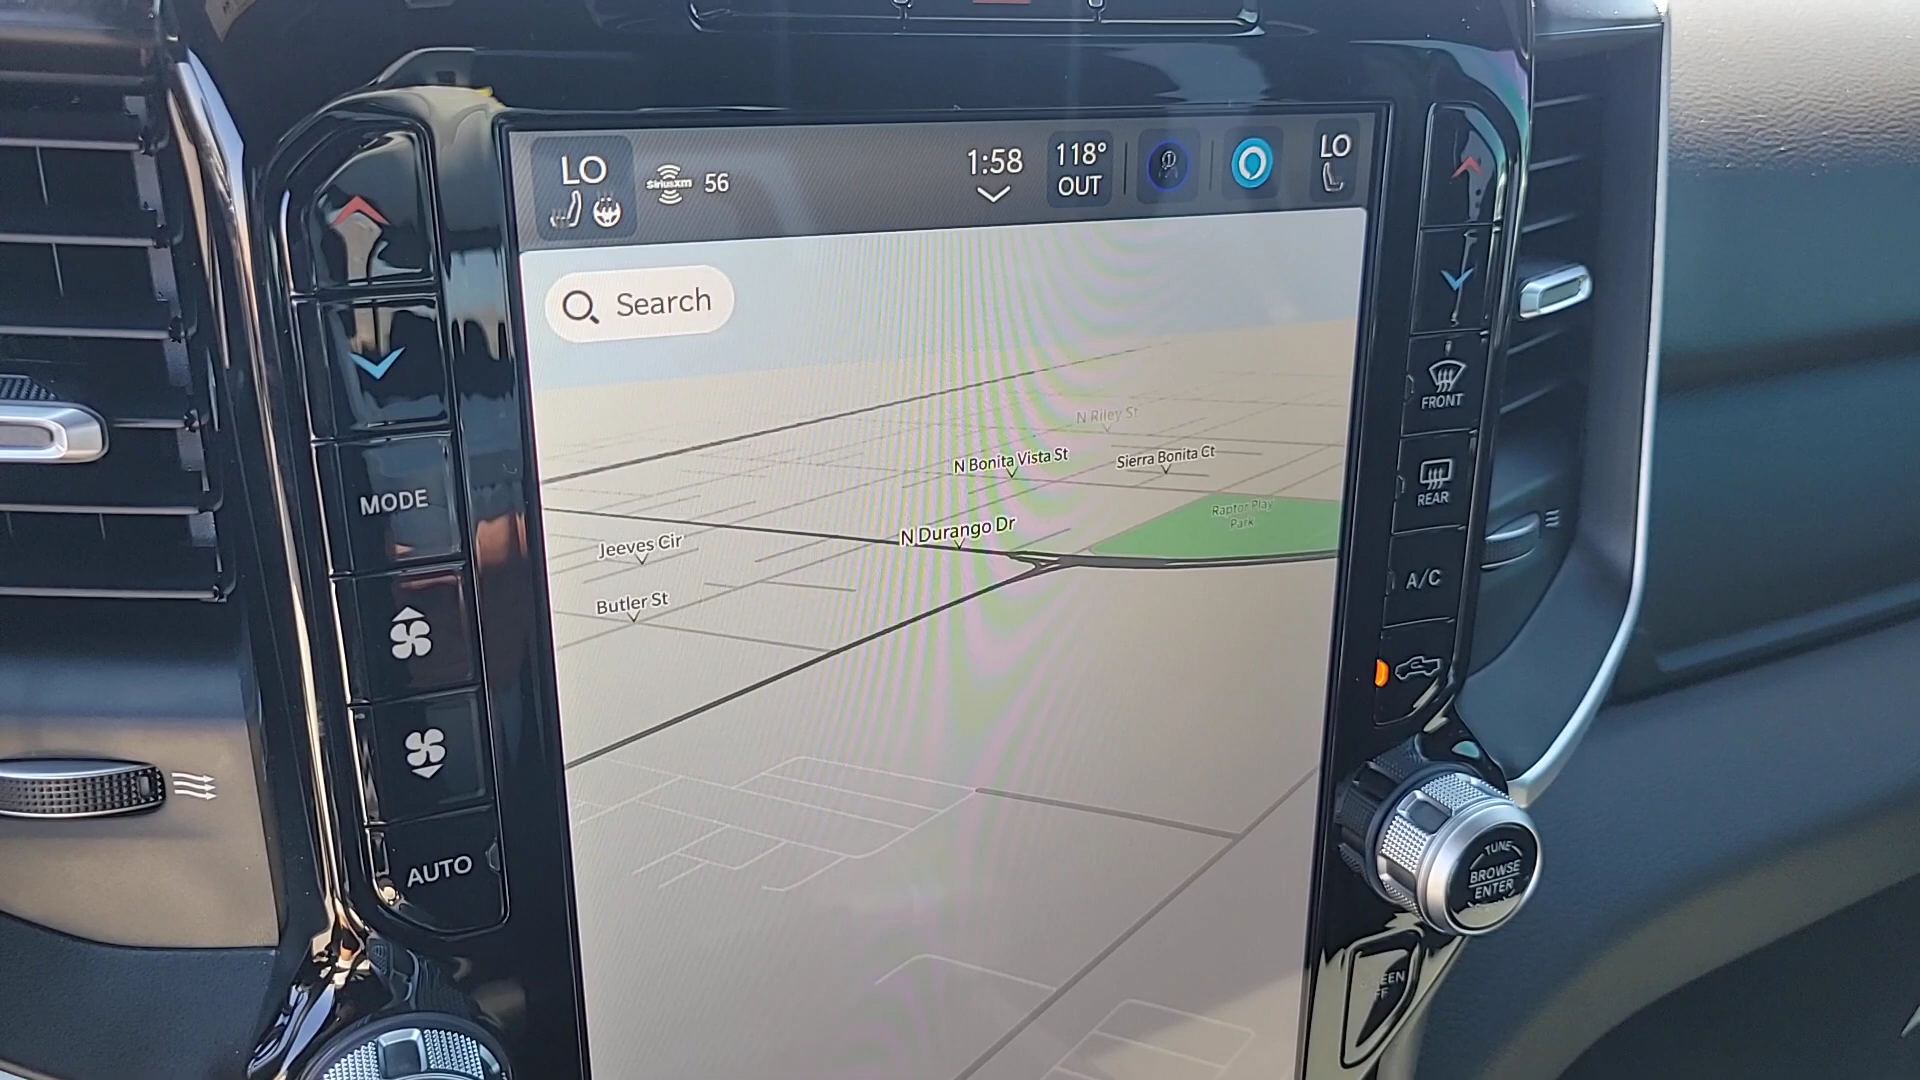 LO
siriusxm
56
1:58
118°
OUT
LO
Search
N Riley St
N Bonita Vista St
Sierra Bonita Ct
Raptor Play
Park
N Durango Dr
Jeeves Cir
Butler St
MODE
AUTO
FRONT
REAR
A/C
TUNE
BROWSE
ENTER